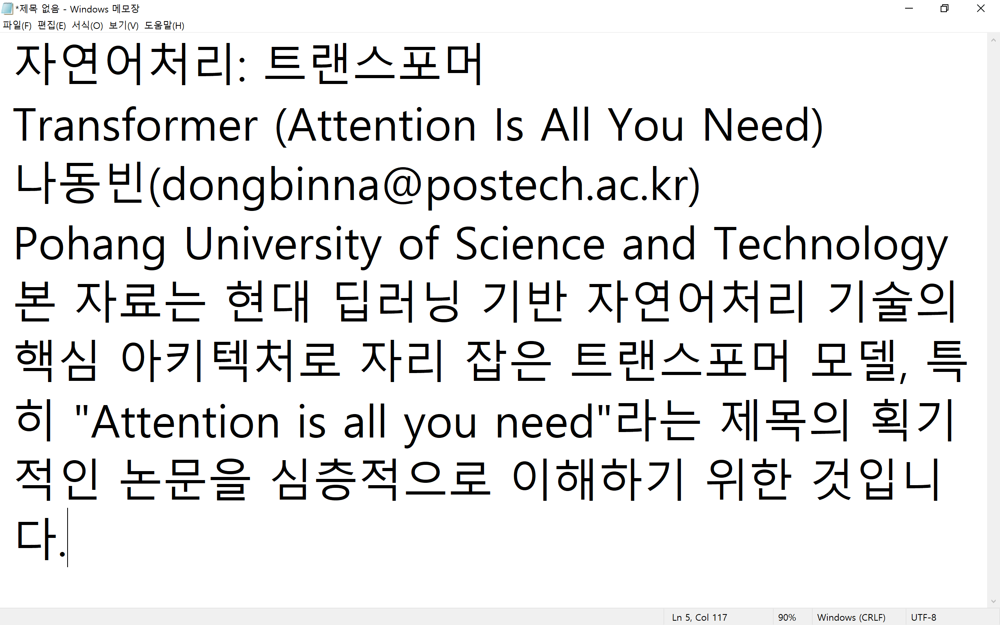 *제목 없음 - Windows 메모장
파일(F) 편집(E) 서식(O) 보기(V) 도움말(H)
자연어처리: 트랜스포머
Transformer (Attention Is All You Need)
나동빈(dongbinna@postech.ac.kr)
Pohang University of Science and Technology
본 자료는 현대 딥러닝 기반 자연어처리 기술의
핵심 아키텍처로 자리 잡은 트랜스포머 모델, 특
히 "Attention is all you need"라는 제목의 획기
적인 논문을 심층적으로 이해하기 위한 것입니
다.
Ln 5, Col 117 90% Windows (CRLF) UTF-8